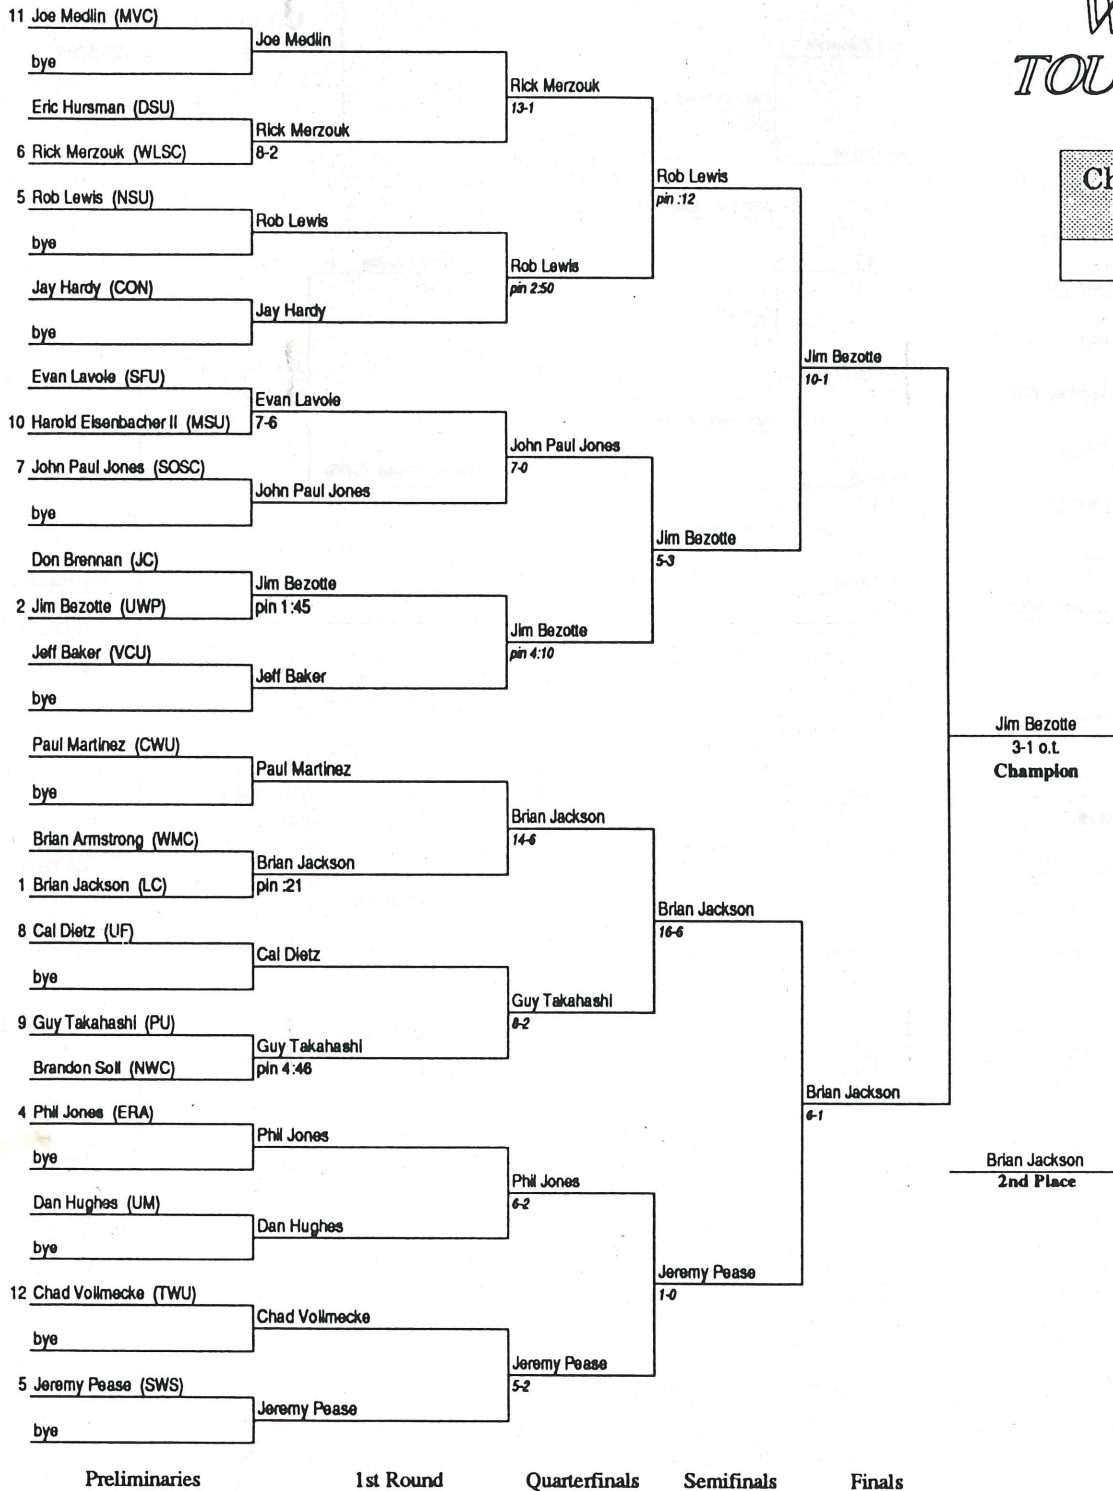 11 Joe Medlin (MVC)
bye
Eric Hursman (DSU)
6 Rick Merzouk (WLSC)
5 Rob Lewis (NSU)
bye
Jay Hardy (CON)
bye
Evan Lavoie (SFU)
10 Harold Eisenbacher II (MSU)
7 John Paul Jones (SOSC)
bye
Don Brennan (JC)
2 Jim Bezotte (UWP)
Jeff Baker (VCU)
bye
Paul Martinez (CWU)
bye
Brian Armstrong (WMC)
1 Brian Jackson (LC)
8 Cal Dietz (UF)
bye
9 Guy Takahashi (PU)
Brandon Soll (NWC)
4 Phil Jones (ERA)
bye
Dan Hughes (UM)
bye
12 Chad Vollmecke (TWU)
bye
5 Jeremy Pease (SWS)
bye
Preliminaries
Joe Medlin
Rick Merzouk
8-2
Rob Lewis
Jay Hardy
Evan Lavoie
7-6
John Paul Jones
Jim Bezotte
pin 1:45
Jeff Baker
Paul Martinez
Brian Jackson
pin :21
Cal Dietz
Guy Takahashi
pin 4:46
Phil Jones
Dan Hughes
Chad Vollmecke
Jeremy Pease
1st Round
Rick Merzouk
13-1
Rob Lewis
pin 2:50
John Paul Jones
7-0
Jim Bezotte
pin 4:10
Brian Jackson
14-6
Guy Takahashi
8-2
Phil Jones
6-2
Jeremy Pease
5-2
Quarterfinals
Rob Lewis
pin :12
Jim Bezotte
5-3
Brian Jackson
16-6
Jeremy Pease
1-0
Semifinals
Jim Bezotte
10-1
Brian Jackson
6-1
Finals
Jim Bezotte
3-1 o.t.
Champion
Brian Jackson
2nd Place
W
TOU
Ch